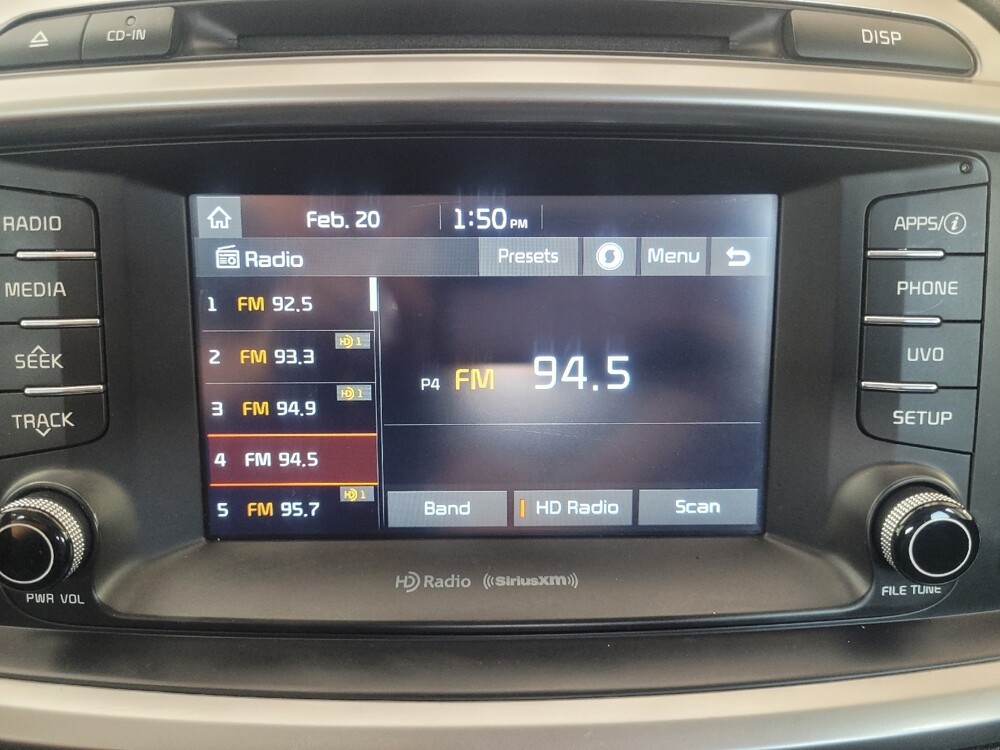 CD-IN
DISP
RADIO
MEDIA
SEEK
TRACK
PWR VOL
Feb. 20 1:50 PM
Radio Presets Menu
1 FM 92.5
HD 1
2 FM 93.3
HD 1
3 FM 94.9
4 FM 94.5
HD 1
5 FM 95.7
P4 FM 94.5
Band HD Radio Scan
HD Radio ((SiriusXM))
APPS/i
PHONE
UVO
SETUP
FILE TUNE